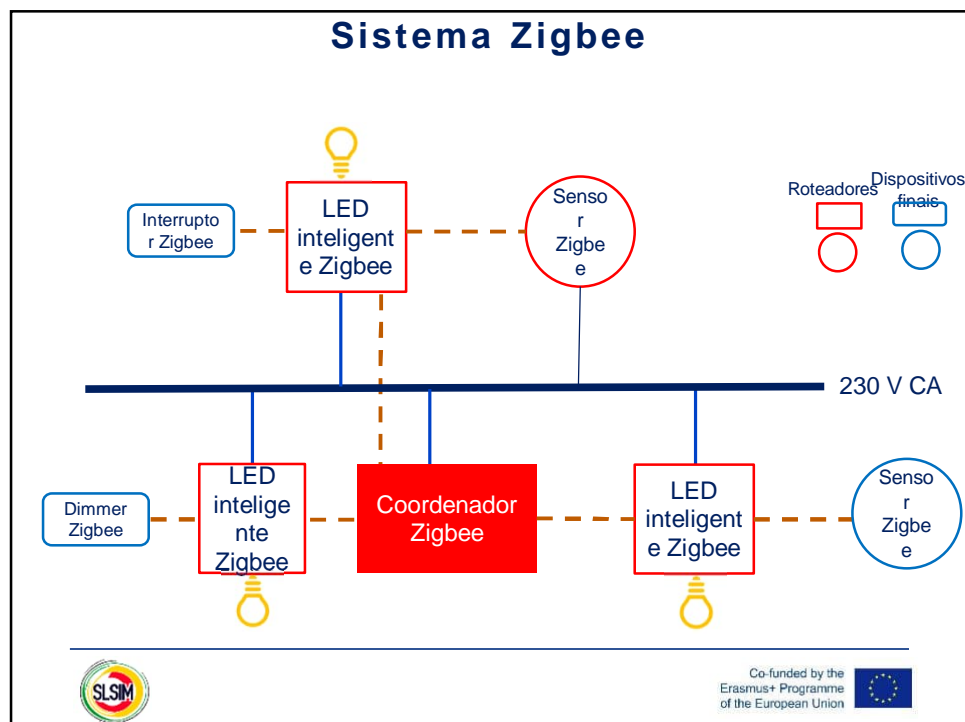 Sistema Zigbee
Interrupto
r Zigbee
LED
inteligent
e Zigbee
Senso
r
Zigbe
e
Roteadores
Dispositivos
finais
230 V CA
Dimmer
Zigbee
LED
intelige
nte
Zigbee
Coordenador
Zigbee
LED
inteligent
e Zigbee
Senso
r
Zigbe
e
SLSIM
Co-funded by the
Erasmus+ Programme
of the European Union